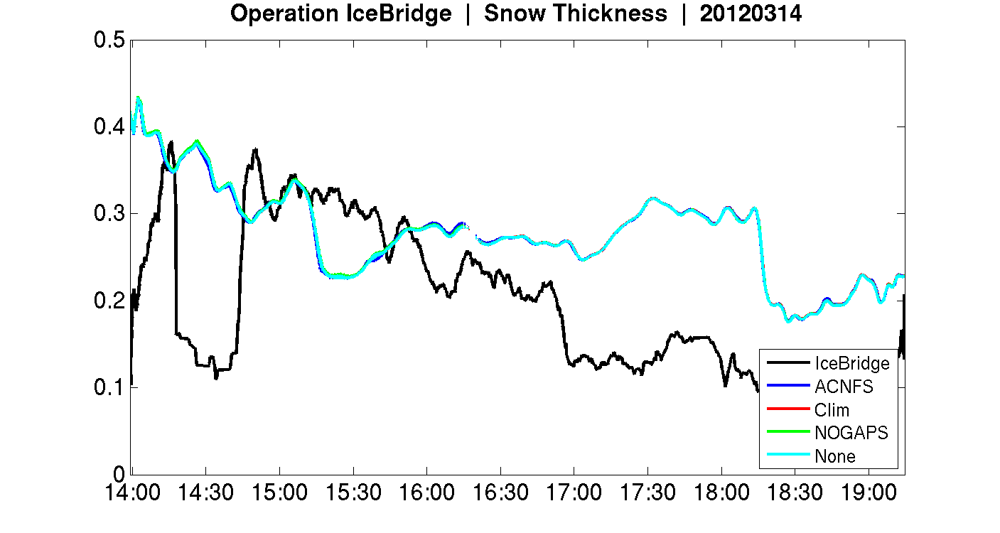 Operation IceBridge | Snow Thickness | 20120314
0.5
0.4
0.3
0.2
0.1
0
14:00 14:30 15:00 15:30 16:00 16:30 17:00 17:30 18:00 18:30 19:00
IceBridge
ACNFS
Clim
NOGAPS
None